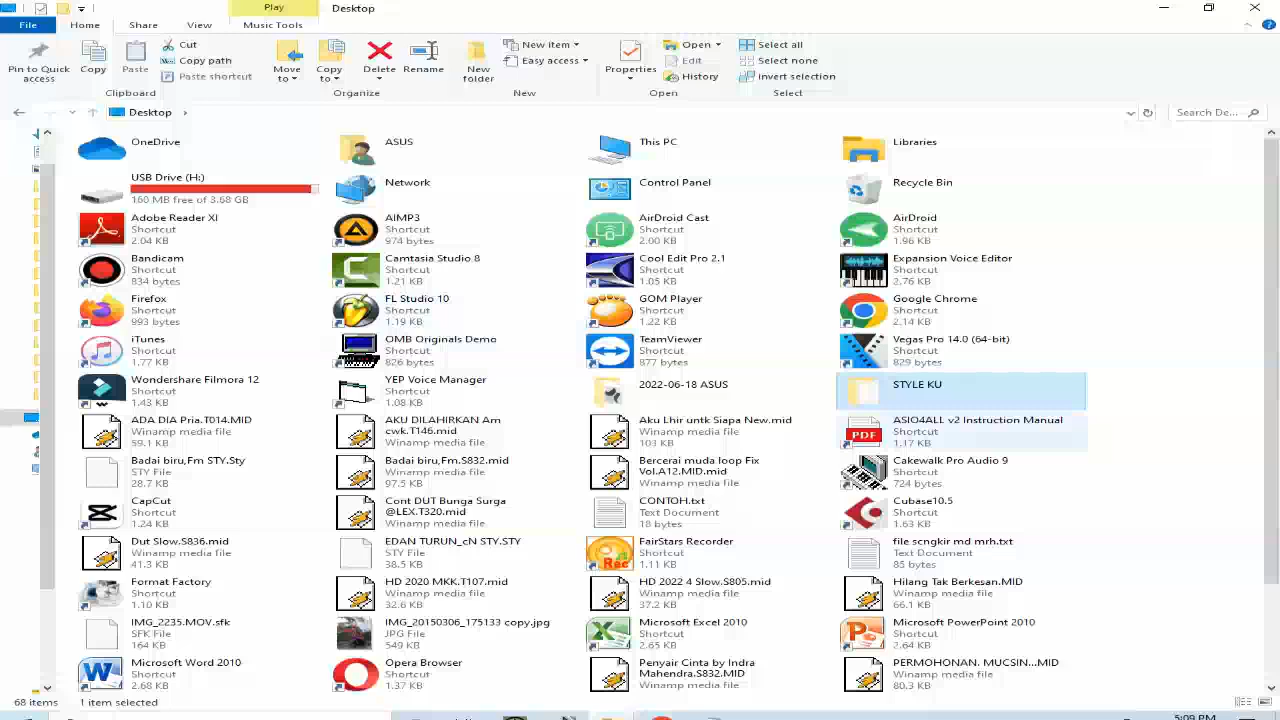 Play
Desktop
File
Home
Share
View
Music Tools
Pin to Quick access
Copy
Paste
Cut
Copy path
Paste shortcut
Clipboard
Move to
Copy to
Delete
Rename
Organize
New folder
New item
Easy access
New
Properties
Open
Edit
History
Open
Select all
Select none
Invert selection
Select
Desktop
Search De...
OneDrive
ASUS
This PC
Libraries
USB Drive (H:)
160 MB free of 3.68 GB
Network
Control Panel
Recycle Bin
Adobe Reader XI
Shortcut
2.04 KB
AIMP3
Shortcut
974 bytes
AirDroid Cast
Shortcut
2.00 KB
AirDroid
Shortcut
1.96 KB
Bandicam
Shortcut
834 bytes
Camtasia Studio 8
Shortcut
1.21 KB
Cool Edit Pro 2.1
Shortcut
1.05 KB
Expansion Voice Editor
Shortcut
2.76 KB
Firefox
Shortcut
993 bytes
FL Studio 10
Shortcut
1.19 KB
GOM Player
Shortcut
1.22 KB
Google Chrome
Shortcut
2.14 KB
iTunes
Shortcut
1.77 KB
OMB Originals Demo
Shortcut
826 bytes
TeamViewer
Shortcut
877 bytes
Vegas Pro 14.0 (64-bit)
Shortcut
829 bytes
Wondershare Filmora 12
Shortcut
1.43 KB
YEP Voice Manager
Shortcut
1.08 KB
2022-06-18 ASUS
STYLE KU
ADA DIA Pria.T014.MID
Winamp media file
59.1 KB
AKU DILAHIRKAN Am
cwk.T146.mid
Winamp media file
Aku Lhir untk Siapa New.mid
Winamp media file
103 KB
ASIO4ALL v2 Instruction Manual
Shortcut
1.17 KB
Badai biru,Fm STY.Sty
STY File
28.7 KB
Badai biru,Fm.S832.mid
Winamp media file
97.5 KB
Bercerai muda loop Fix
Vol.A12.MID.mid
Winamp media file
Cakewalk Pro Audio 9
Shortcut
724 bytes
CapCut
Shortcut
1.24 KB
Cont DUT Bunga Surga
@LEX.T320.mid
Winamp media file
CONTOH.txt
Text Document
18 bytes
Cubase10.5
Shortcut
1.63 KB
Dut Slow.S836.mid
Winamp media file
41.3 KB
EDAN TURUN_cN STY.STY
STY File
38.5 KB
FairStars Recorder
Shortcut
1.11 KB
file scngkir md mrh.txt
Text Document
85 bytes
Format Factory
Shortcut
1.10 KB
HD 2020 MKK.T107.mid
Winamp media file
32.6 KB
HD 2022 4 Slow.S805.mid
Winamp media file
37.2 KB
Hilang Tak Berkesan.MID
Winamp media file
66.1 KB
IMG_2235.MOV.sfk
SFK File
164 KB
IMG_20150306_175133 copy.jpg
JPG File
549 KB
Microsoft Excel 2010
Shortcut
2.65 KB
Microsoft PowerPoint 2010
Shortcut
2.64 KB
Microsoft Word 2010
Shortcut
2.68 KB
Opera Browser
Shortcut
1.37 KB
Penyair Cinta by Indra
Mahendra.S832.MID
Winamp media file
PERMOHONAN. MUCSIN...MID
Winamp media file
80.3 KB
68 items
1 item selected
5:09 PM